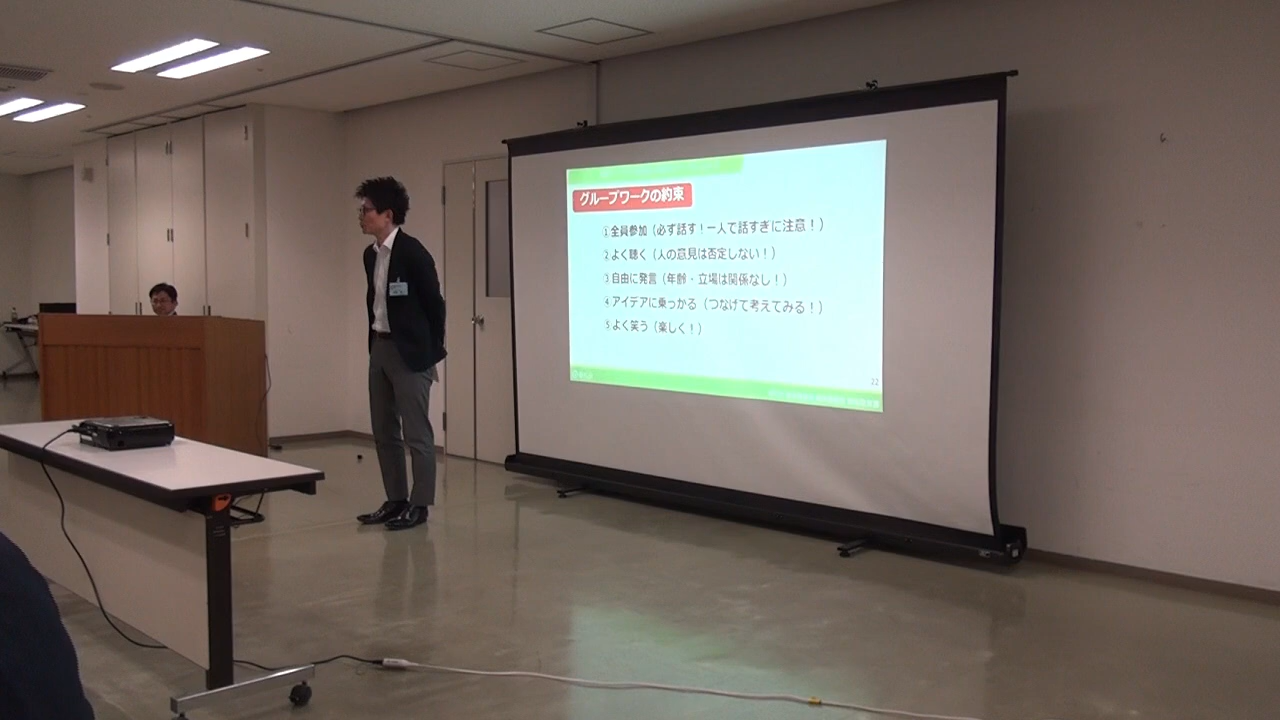 グループワークの約束
①全員参加（必ず話す！一人で話すぎに注意！）
②よく聴く（人の意見は否定しない！）
③自由に発言（年齢・立場は関係なし！）
④アイデアに乗っかる（つなげて考えてみる！）
⑤よく笑う（楽しく！）
22